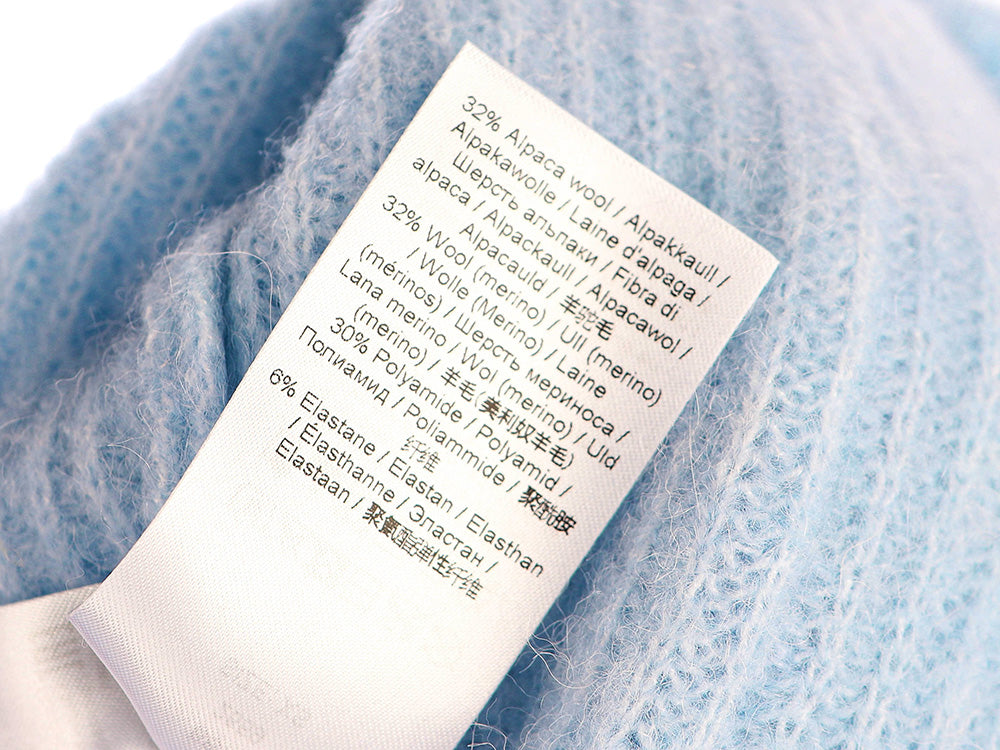 32% Alpaca wool / Alpakkaull /
Alpakawolle / Laine d'alpaga /
Шерсть альпаки / Fibra di
alpaca / Alpackaull / Alpacawol /
Alpacauld / 羊驼毛
32% Wool (merino) / Ull (merino)
/ Wolle (Merino) / Laine
(mérinos) / Шерсть мериносса /
Lana merino / Wol (merino) / Uld
(merino) / 羊毛(美利奴羊毛)
30% Polyamide / Polyamid /
Полиамид / Poliammide / 聚酰胺
纤维
6% Elastane / Elastan / Elasthan
/ Élasthanne / Эластан /
Elastaan / 聚氨酯弹性纤维